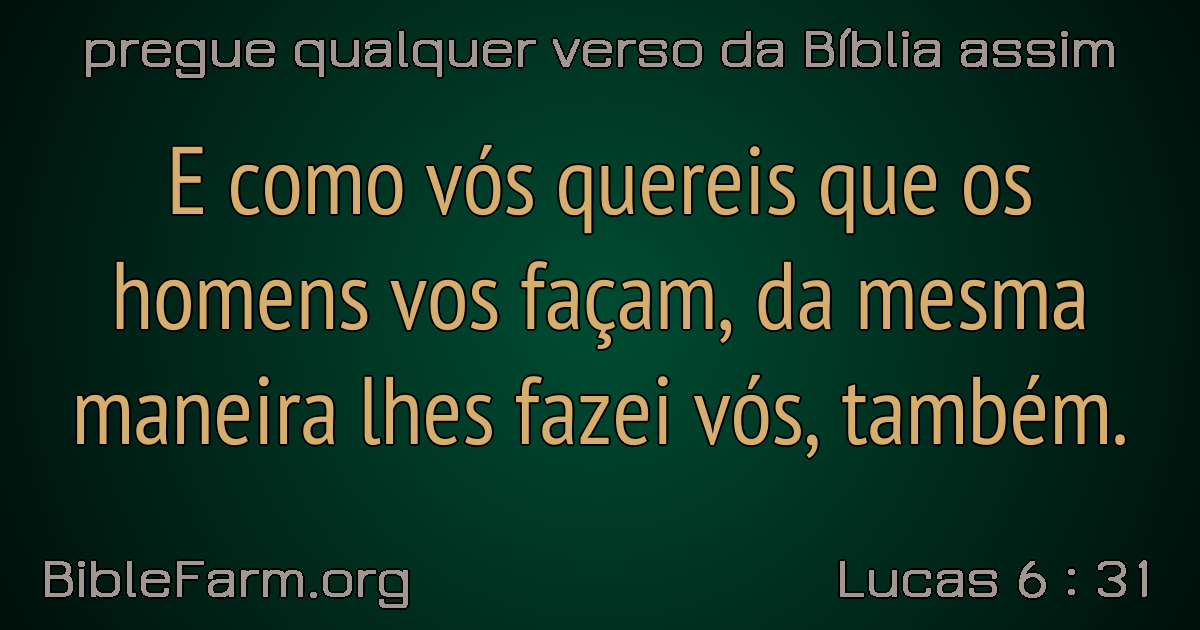 pregue qualquer verso da Bíblia assim
E como vós quereis que os
homens vos façam, da mesma
maneira lhes fazei vós, também.
BibleFarm.org
Lucas 6 : 31